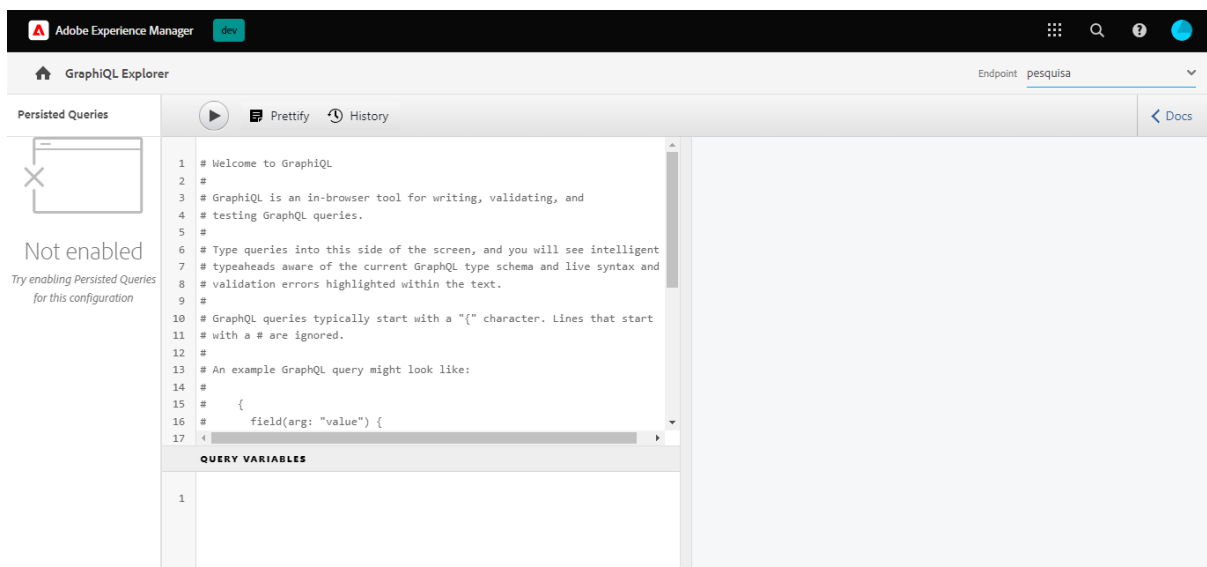 Adobe Experience Manager dev
GraphiQL Explorer Endpoint pesquisa
Persisted Queries Prettify History Docs
Not enabled
Try enabling Persisted Queries
for this configuration
1 # Welcome to GraphiQL
2 #
3 # GraphiQL is an in-browser tool for writing, validating, and
4 # testing GraphQL queries.
5 #
6 # Type queries into this side of the screen, and you will see intelligent
7 # typeaheads aware of the current GraphQL type schema and live syntax and
8 # validation errors highlighted within the text.
9 #
10 # GraphQL queries typically start with a "{" character. Lines that start
11 # with a # are ignored.
12 #
13 # An example GraphQL query might look like:
14 #
15 # {
16 # field(arg: "value") {
17
QUERY VARIABLES
1